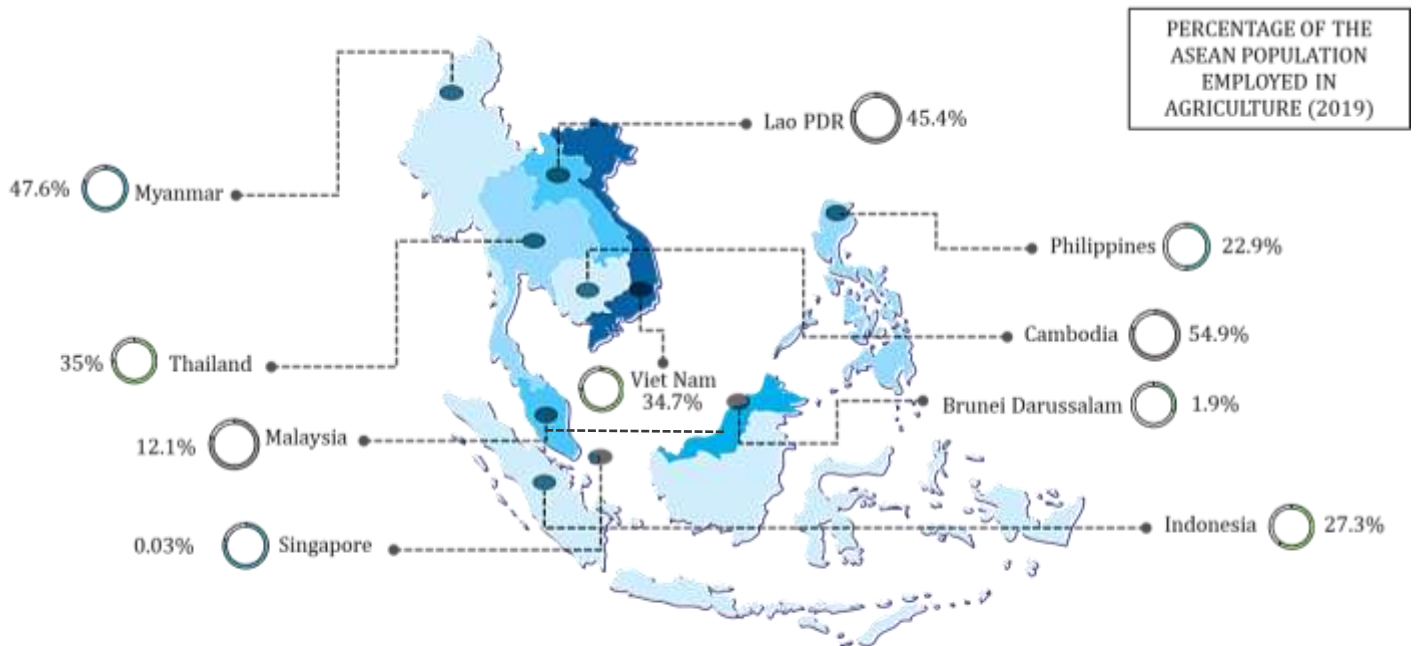 PERCENTAGE OF THE
ASEAN POPULATION
EMPLOYED IN
AGRICULTURE (2019)
Lao PDR 45.4%
47.6% Myanmar
Philippines 22.9%
Cambodia 54.9%
35% Thailand
Viet Nam
34.7%
Brunei Darussalam 1.9%
12.1% Malaysia
Indonesia 27.3%
0.03% Singapore